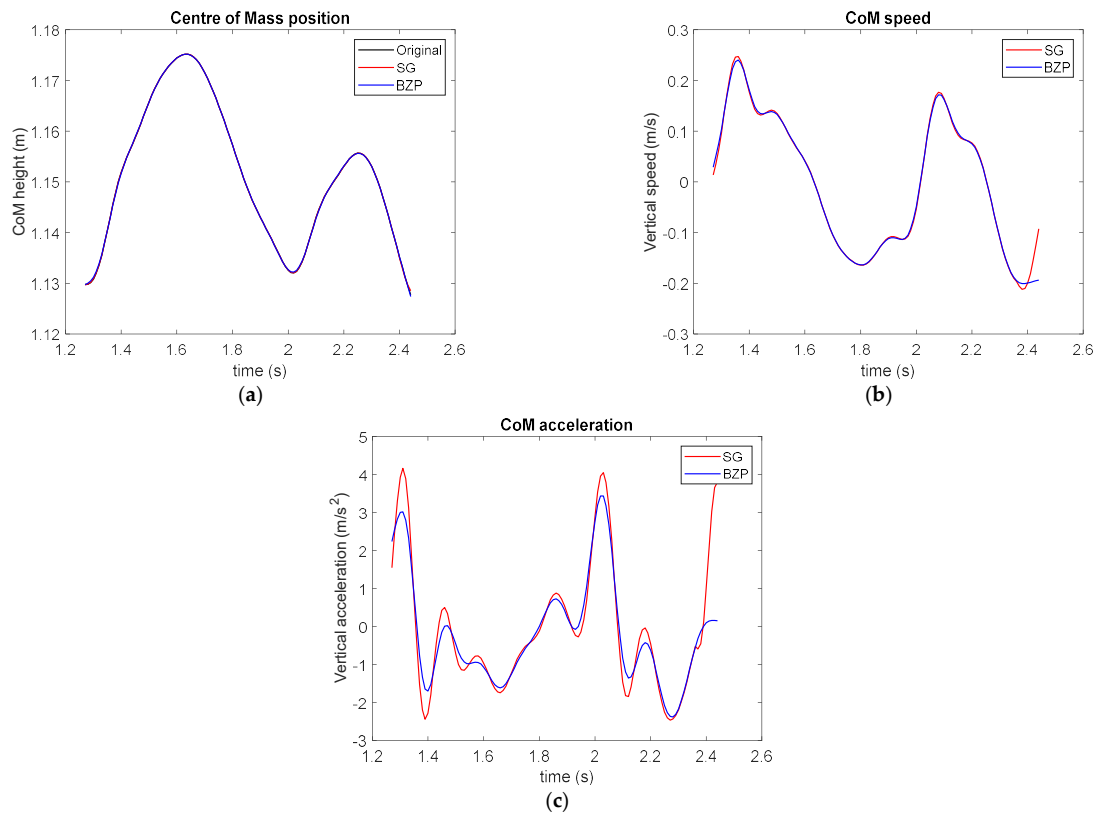 Centre of Mass position
CoM height (m)
1.18
1.17
1.16
1.15
1.14
1.13
1.12
Original
SG
BZP
1.2 1.4 1.6 1.8 2 2.2 2.4 2.6
time (s)
(a)
CoM speed
Vertical speed (m/s)
0.3
0.2
0.1
0
-0.1
-0.2
-0.3
SG
BZP
1.2 1.4 1.6 1.8 2 2.2 2.4 2.6
time (s)
(b)
CoM acceleration
Vertical acceleration (m/s²)
5
4
3
2
1
0
-1
-2
-3
SG
BZP
1.2 1.4 1.6 1.8 2 2.2 2.4 2.6
time (s)
(c)